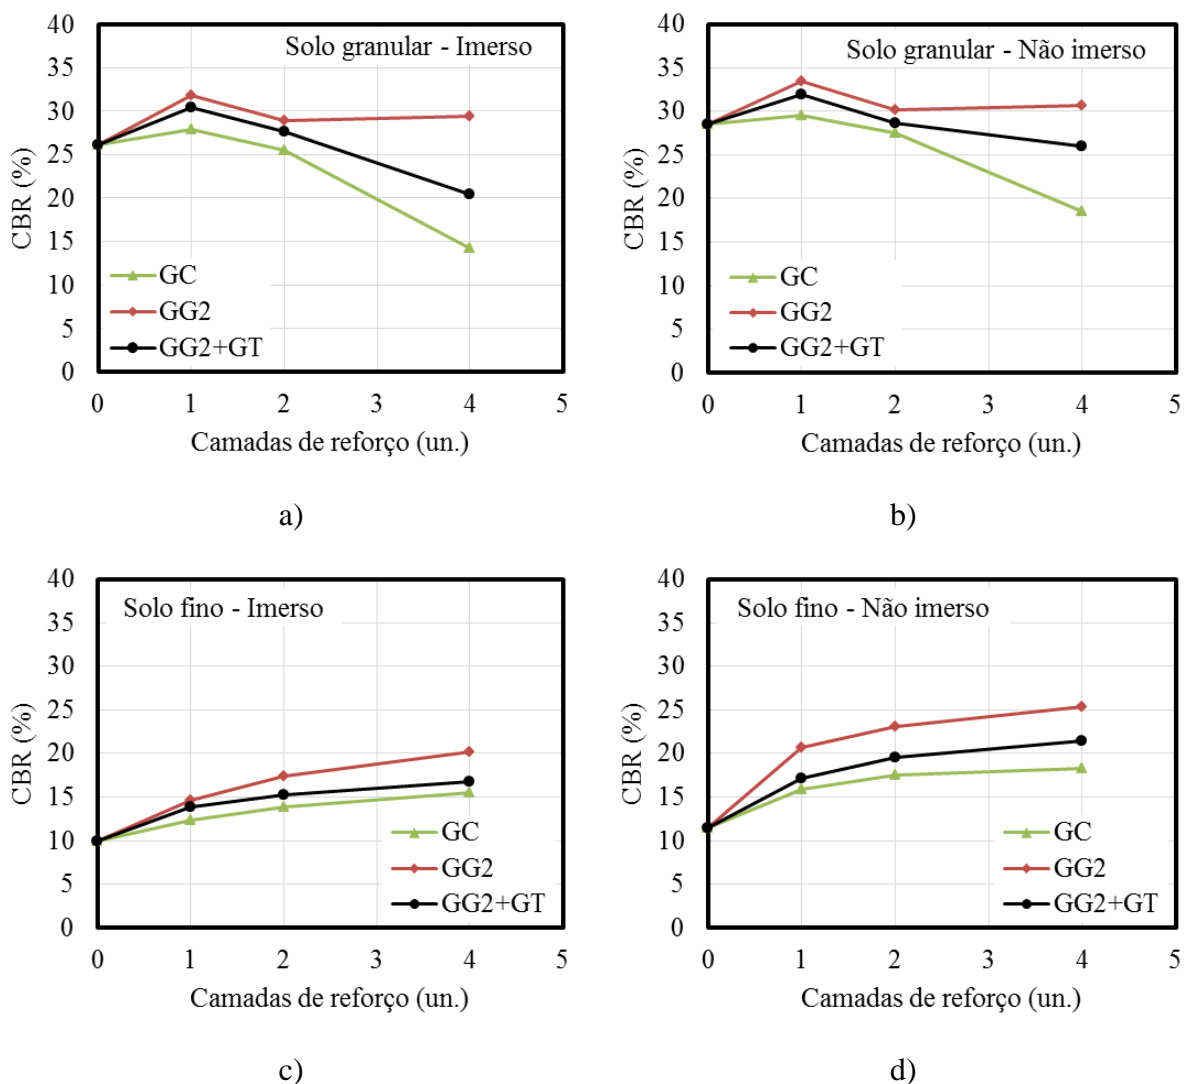 40
35
30
25
20
15
10
5
0
CBR (%)
Solo granular - Imerso
GC
GG2
GG2+GT
0 1 2 3 4 5
Camadas de reforço (un.)
a)
40
35
30
25
20
15
10
5
0
CBR (%)
Solo granular - Não imerso
GC
GG2
GG2+GT
0 1 2 3 4 5
Camadas de reforço (un.)
b)
40
35
30
25
20
15
10
5
0
CBR (%)
Solo fino - Imerso
GC
GG2
GG2+GT
0 1 2 3 4 5
Camadas de reforço (un.)
c)
40
35
30
25
20
15
10
5
0
CBR (%)
Solo fino - Não imerso
GC
GG2
GG2+GT
0 1 2 3 4 5
Camadas de reforço (un.)
d)